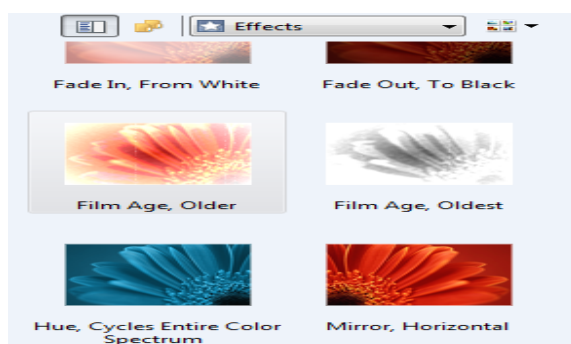 Effects
Fade In, From White
Fade Out, To Black
Film Age, Older
Film Age, Oldest
Hue, Cycles Entire Color
Spectrum
Mirror, Horizontal